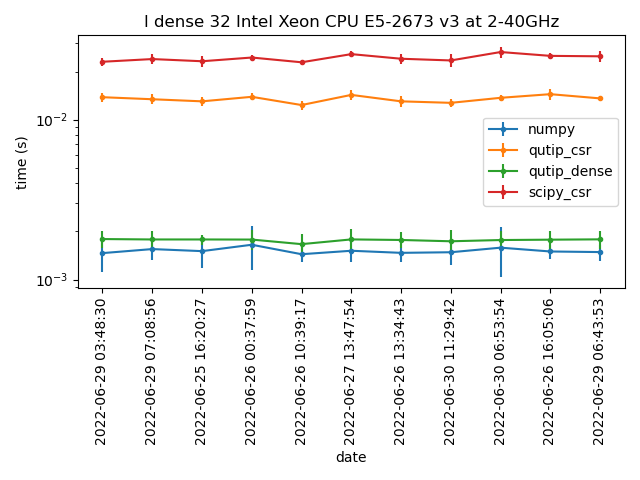 l dense 32 Intel Xeon CPU E5-2673 v3 at 2-40GHz
time (s)
10⁻²
10⁻³
numpy
qutip_csr
qutip_dense
scipy_csr
2022-06-29 03:48:30
2022-06-29 07:08:56
2022-06-25 16:20:27
2022-06-26 00:37:59
2022-06-26 10:39:17
2022-06-27 13:47:54
2022-06-26 13:34:43
2022-06-30 11:29:42
2022-06-30 06:53:54
2022-06-26 16:05:06
2022-06-29 06:43:53
date